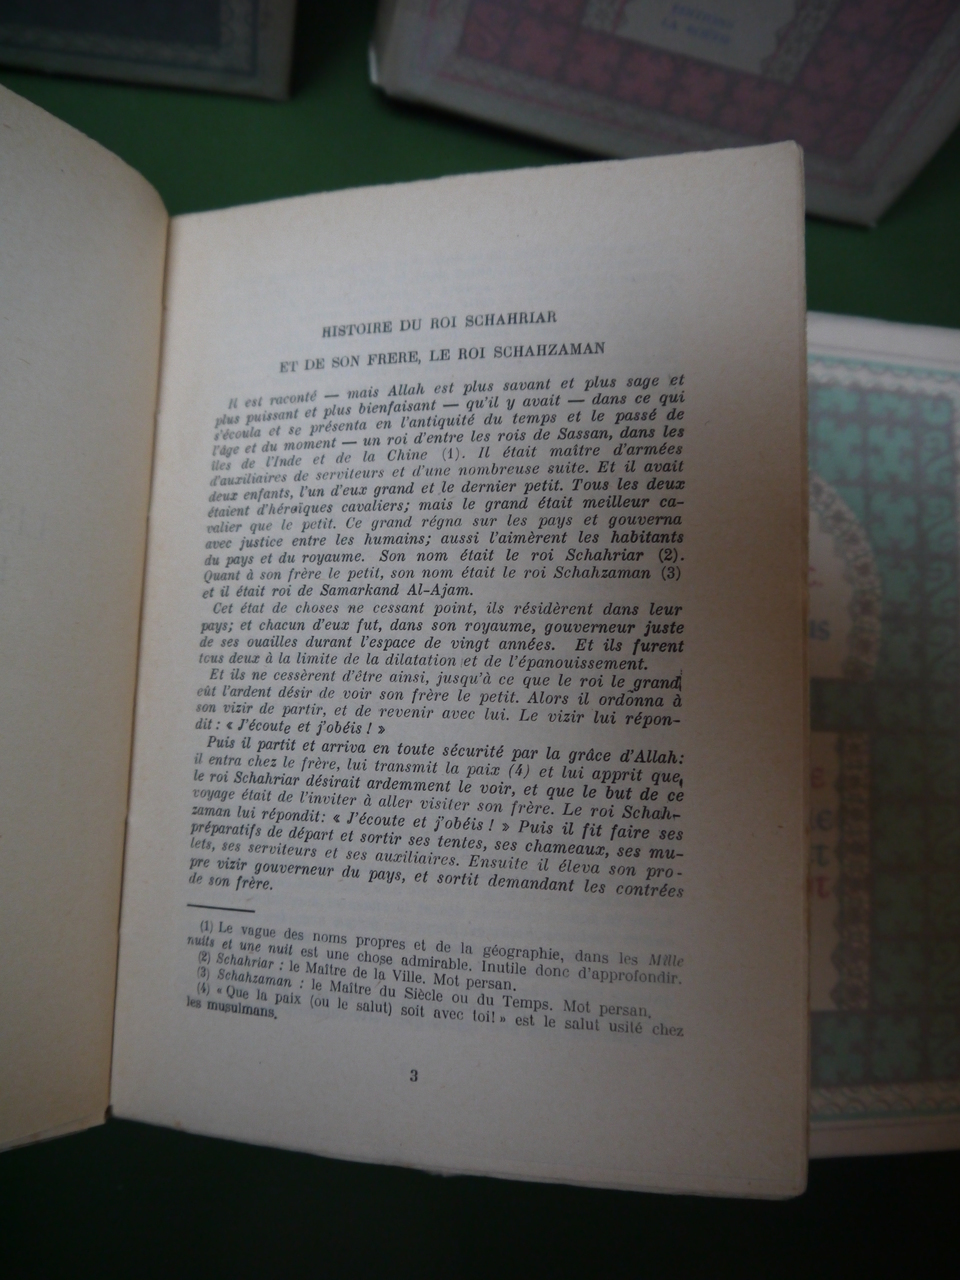 HISTOIRE DU ROI SCHAHRIAR
ET DE SON FRERE, LE ROI SCHAHZAMAN
Il est raconté — mais Allah est plus savant et plus sage et
plus puissant et plus bienfaisant — qu'il y avait — dans ce qui
s'écoula et se présenta en l'antiquité du temps et le passé de
l'âge et du moment — un roi d'entre les rois de Sassan, dans les
îles de l'Inde et de la Chine (1). Il était maître d'armées
d'auxiliaires de serviteurs et d'une nombreuse suite. Et il avait
deux enfants, l'un d'eux grand et le dernier petit. Tous les deux
étaient d'héroïques cavaliers; mais le grand était meilleur ca-
valier que le petit. Ce grand régna sur les pays et gouverna
avec justice entre les humains; aussi l'aimèrent les habitants
du pays et du royaume. Son nom était le roi Schahriar (2).
Quant à son frère le petit, son nom était le roi Schahzaman (3)
et il était roi de Samarkand Al-Ajam.
Cet état de choses ne cessant point, ils résidèrent dans leur
pays; et chacun d'eux fut, dans son royaume, gouverneur juste
de ses ouailles durant l'espace de vingt années. Et ils furent
tous deux à la limite de la dilatation et de l'épanouissement.
Et ils ne cessèrent d'être ainsi, jusqu'à ce que le roi le grand
eût l'ardent désir de voir son frère le petit. Alors il ordonna à
son vizir de partir, et de revenir avec lui. Le vizir lui répon-
dit : « J'écoute et j'obéis ! »
Puis il partit et arriva en toute sécurité par la grâce d'Allah:
il entra chez le frère, lui transmit la paix (4) et lui apprit que,
le roi Schahriar désirait ardemment le voir, et que le but de ce
voyage était de l'inviter à aller visiter son frère. Le roi Schah-
zaman lui répondit: « J'écoute et j'obéis ! » Puis il fit faire ses
préparatifs de départ et sortir ses tentes, ses chameaux, ses mu-
lets, ses serviteurs et ses auxiliaires. Ensuite il éleva son pro-
pre vizir gouverneur du pays, et sortit demandant les contrées
de son frère.
(1) Le vague des noms propres et de la géographie, dans les Mille
nuits et une nuit est une chose admirable. Inutile donc d'approfondir.
(2) Schahriar : le Maître de la Ville. Mot persan.
(3) Schahzaman : le Maître du Siècle ou du Temps. Mot persan,
(4) « Que la paix (ou le salut) soit avec toi! » est le salut usité chez
les musulmans.
3